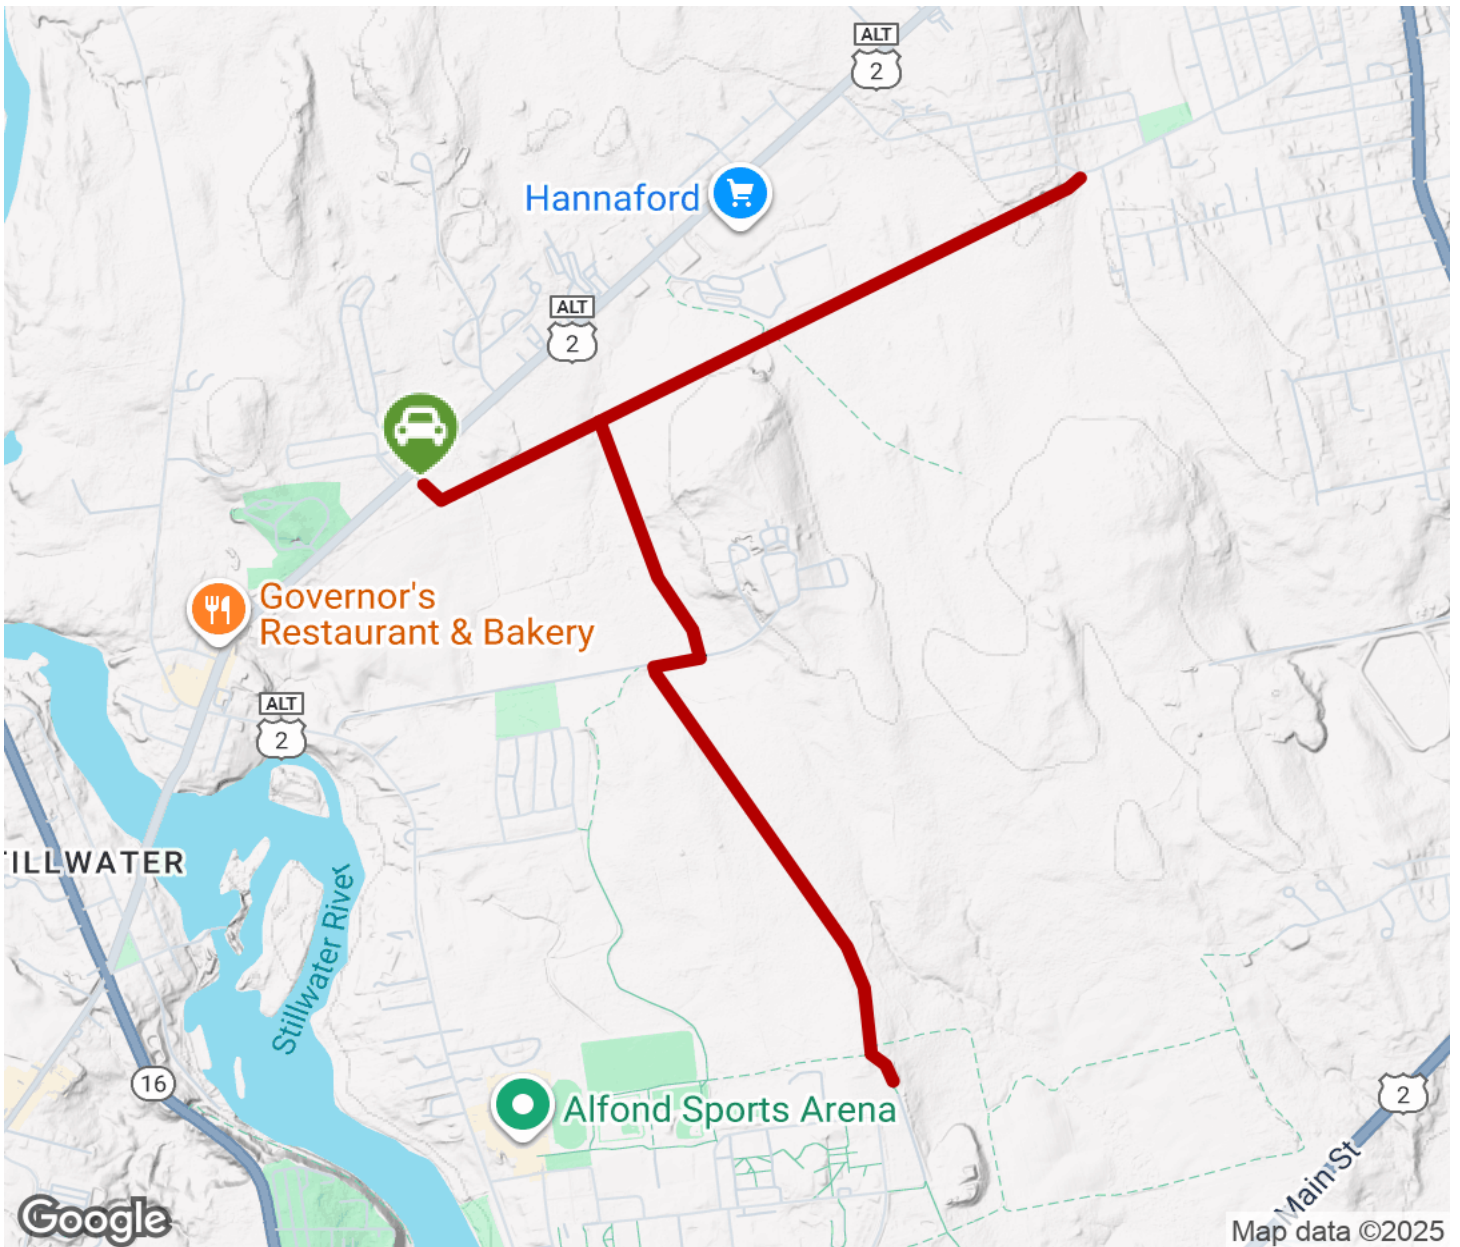 ALT
2
Hannaford
ALT
2
Governor's
Restaurant & Bakery
ALT
2
TILLWATER
Stillwater River
16
Alfond Sports Arena
2
Main St
Google
Map data ©2025